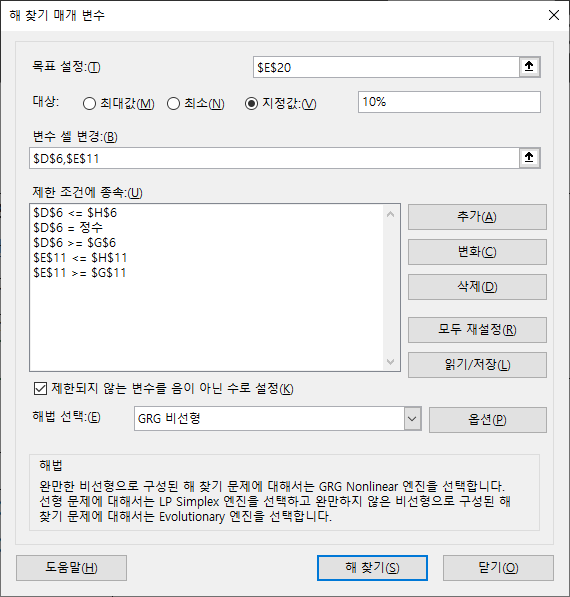 해 찾기 매개 변수
목표 설정:(T)
$E$20
대상:
최대값(M)
최소(N)
지정값:(V)
10%
변수 셀 변경:(B)
$D$6,$E$11
제한 조건에 종속:(U)
$D$6 <= $H$6
$D$6 = 정수
$D$6 >= $G$6
$E$11 <= $H$11
$E$11 >= $G$11
추가(A)
변화(C)
삭제(D)
모두 재설정(R)
읽기/저장(L)
제한되지 않는 변수를 음이 아닌 수로 설정(K)
해법 선택:(E)
GRG 비선형
옵션(P)
해법
완만한 비선형으로 구성된 해 찾기 문제에 대해서는 GRG Nonlinear 엔진을 선택합니다.
선형 문제에 대해서는 LP Simplex 엔진을 선택하고 완만하지 않은 비선형으로 구성된 해
찾기 문제에 대해서는 Evolutionary 엔진을 선택합니다.
도움말(H)
해 찾기(S)
닫기(O)